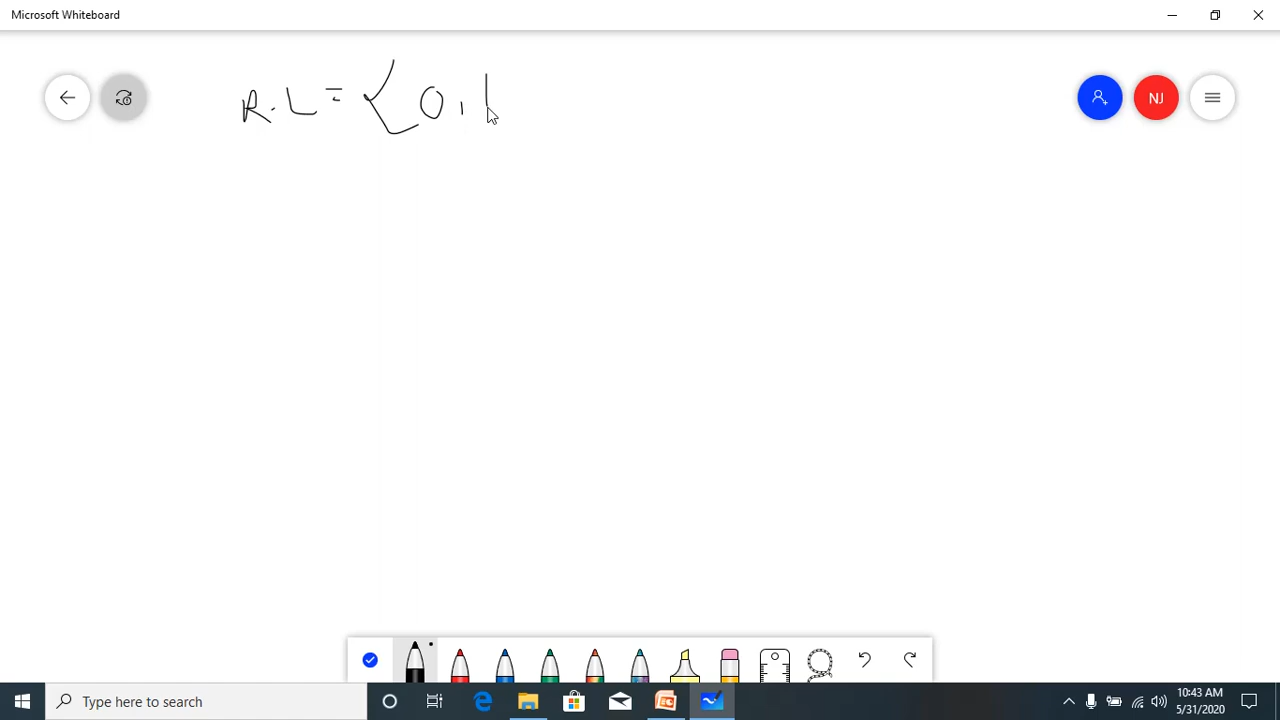 Microsoft Whiteboard
R.L = { 0, 1
NJ
Type here to search
10:43 AM
5/31/2020